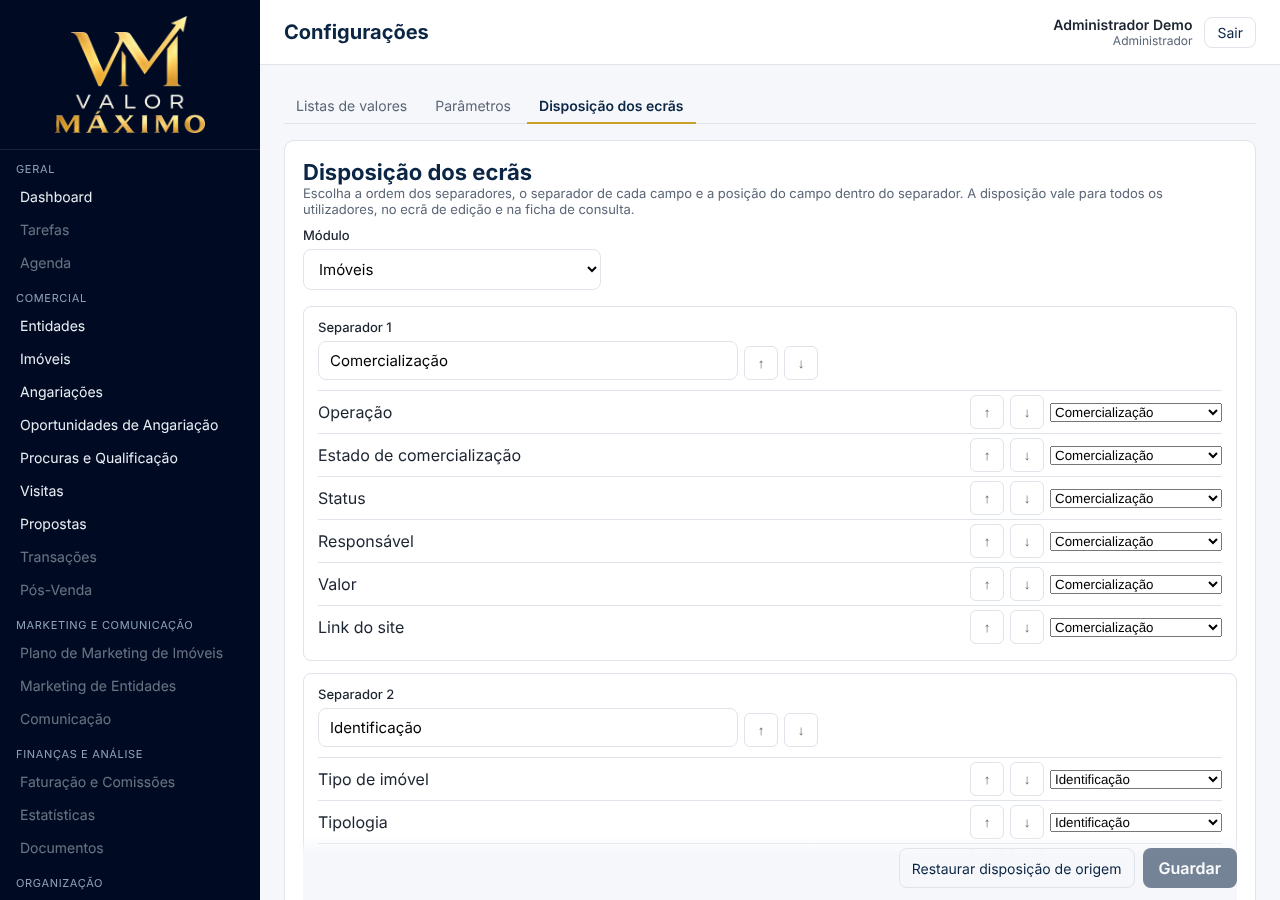 VALOR
MÁXIMO
GERAL
Dashboard
Tarefas
Agenda
COMERCIAL
Entidades
Imóveis
Angariações
Oportunidades de Angariação
Procuras e Qualificação
Visitas
Propostas
Transações
Pós-Venda
MARKETING E COMUNICAÇÃO
Plano de Marketing de Imóveis
Marketing de Entidades
Comunicação
FINANÇAS E ANÁLISE
Faturação e Comissões
Estatísticas
Documentos
ORGANIZAÇÃO
Configurações
Administrador Demo
Administrador
Sair
Listas de valores
Parâmetros
Disposição dos ecrãs
Disposição dos ecrãs
Escolha a ordem dos separadores, o separador de cada campo e a posição do campo dentro do separador. A disposição vale para todos os
utilizadores, no ecrã de edição e na ficha de consulta.
Módulo
Imóveis
Separador 1
Comercialização ↑ ↓
Operação ↑ ↓ Comercialização
Estado de comercialização ↑ ↓ Comercialização
Status ↑ ↓ Comercialização
Responsável ↑ ↓ Comercialização
Valor ↑ ↓ Comercialização
Link do site ↑ ↓ Comercialização
Separador 2
Identificação ↑ ↓
Tipo de imóvel ↑ ↓ Identificação
Tipologia ↑ ↓ Identificação
Restaurar disposição de origem
Guardar